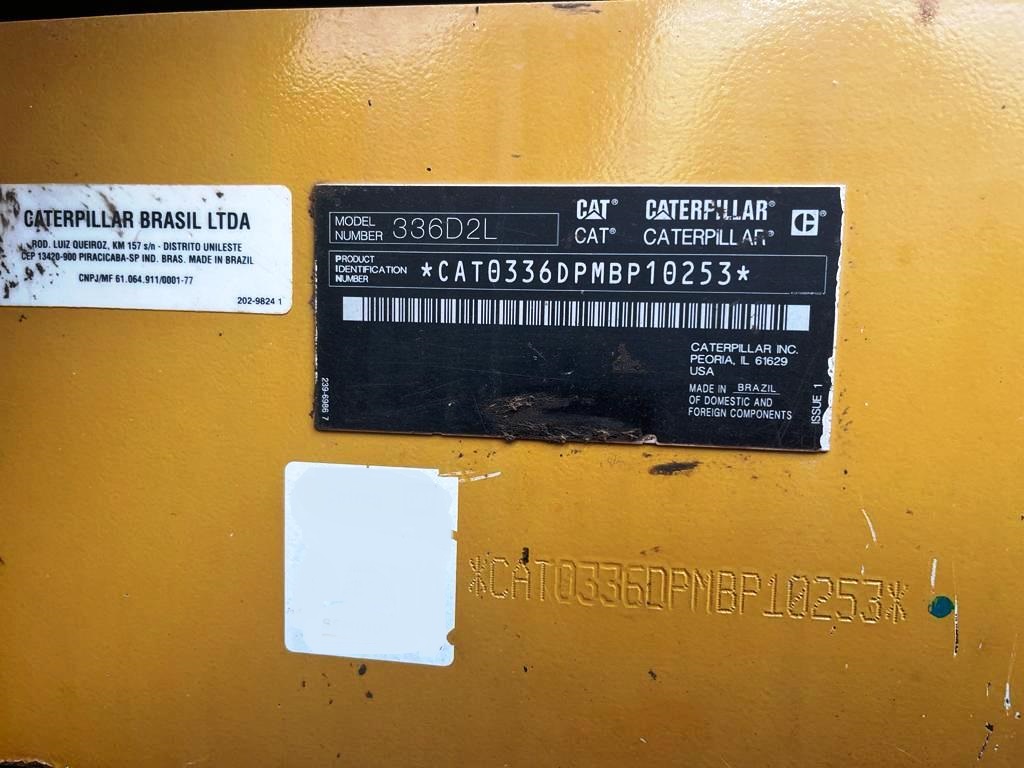 CATERPILLAR BRASIL LTDA
ROD. LUIZ QUEIROZ, KM 157 s/n - DISTRITO UNILESTE
CEP 13420-900 PIRACICABA-SP IND. BRAS. MADE IN BRAZIL
CNPJ/MF 61.064.911/0001-77
202-9824 1
MODEL NUMBER 336D2L
CAT® CATERPILLAR® C®
CAT® CATERPILLAR®
PRODUCT IDENTIFICATION NUMBER *CAT0336DPMBP10253*
CATERPILLAR INC.
PEORIA, IL 61629
USA
MADE IN BRAZIL
OF DOMESTIC AND
FOREIGN COMPONENTS
239-6986 7
ISSUE 1
*CAT0336DPMBP10253*